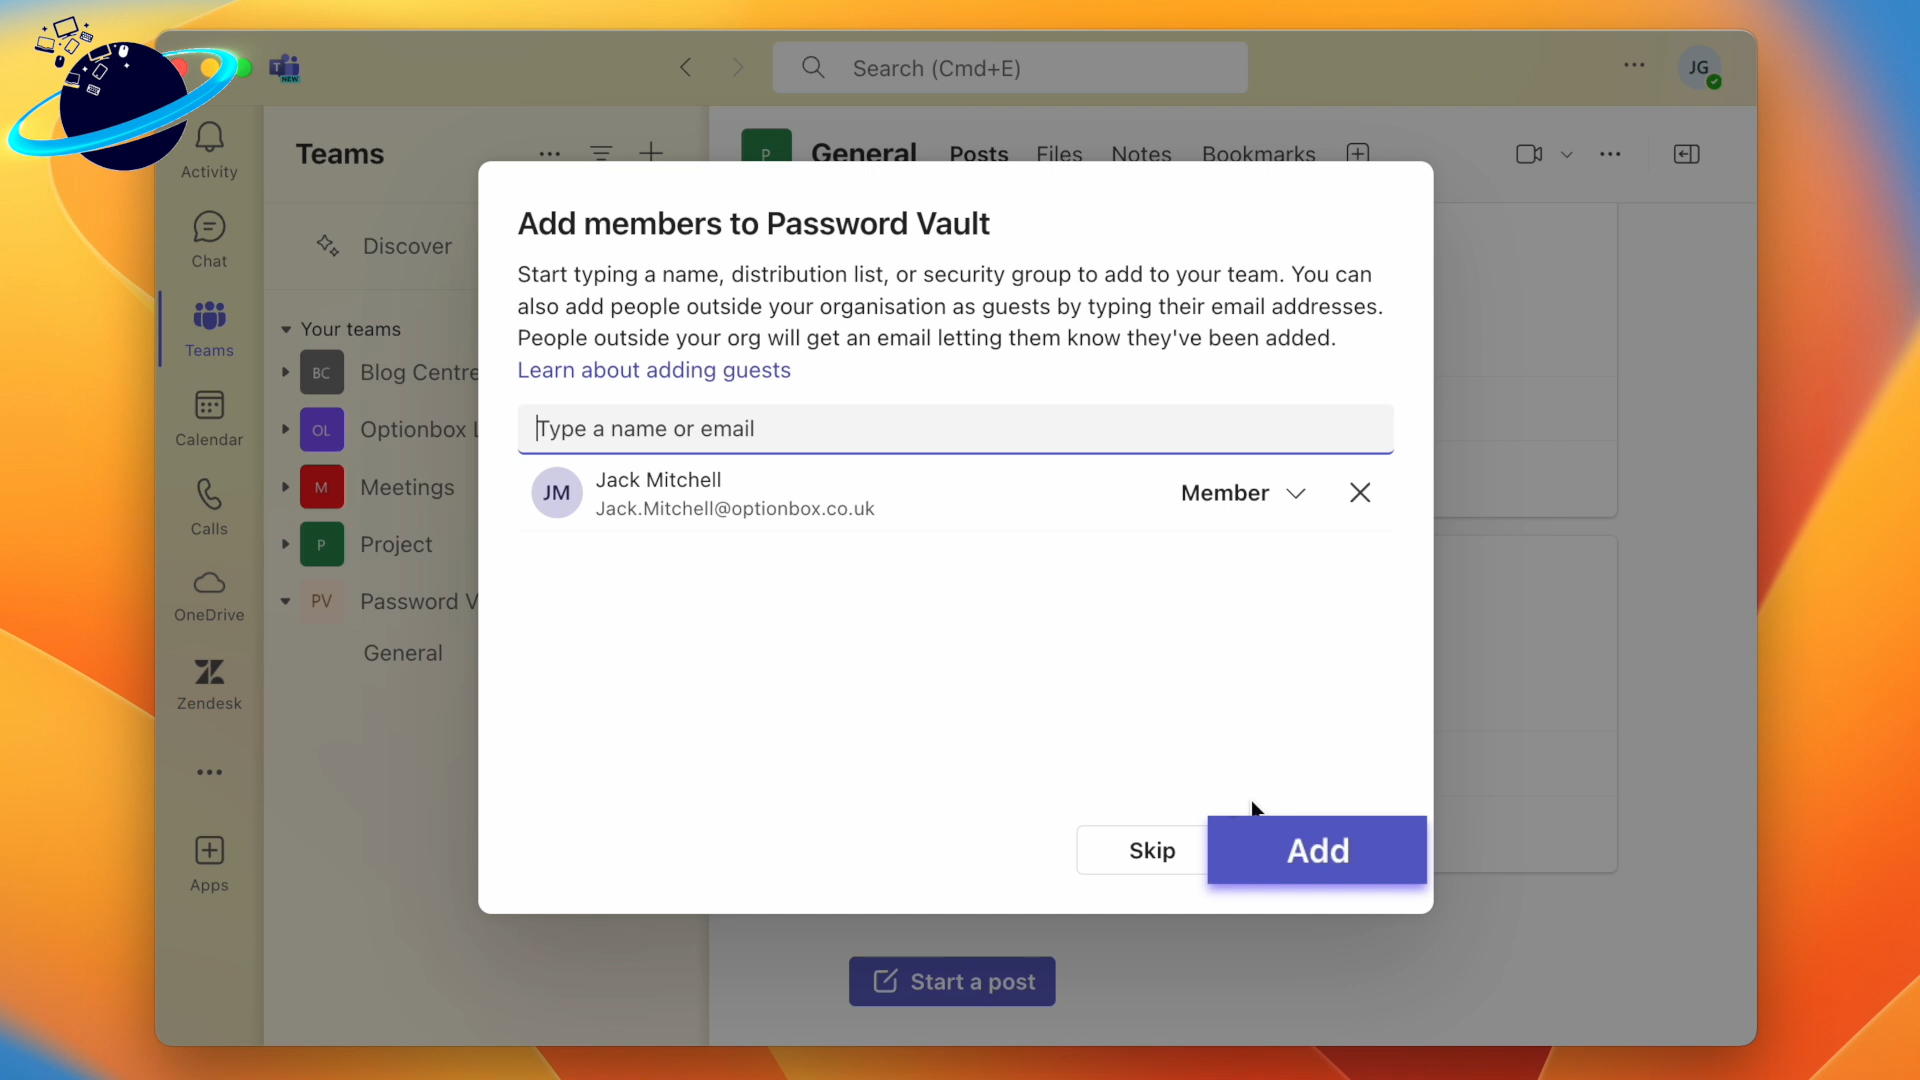 T
NEW
Search (Cmd+E)
JG
Activity
Chat
Teams
Calendar
Calls
OneDrive
Zendesk
Apps
Teams
Discover
Your teams
BC Blog Centre
OL Optionbox L
M Meetings
P Project
PV Password V
General
P General Posts Files Notes Bookmarks
Add members to Password Vault
Start typing a name, distribution list, or security group to add to your team. You can
also add people outside your organisation as guests by typing their email addresses.
People outside your org will get an email letting them know they've been added.
Learn about adding guests
Type a name or email
JM Jack Mitchell
Jack.Mitchell@optionbox.co.uk
Member
Skip
Add
Start a post